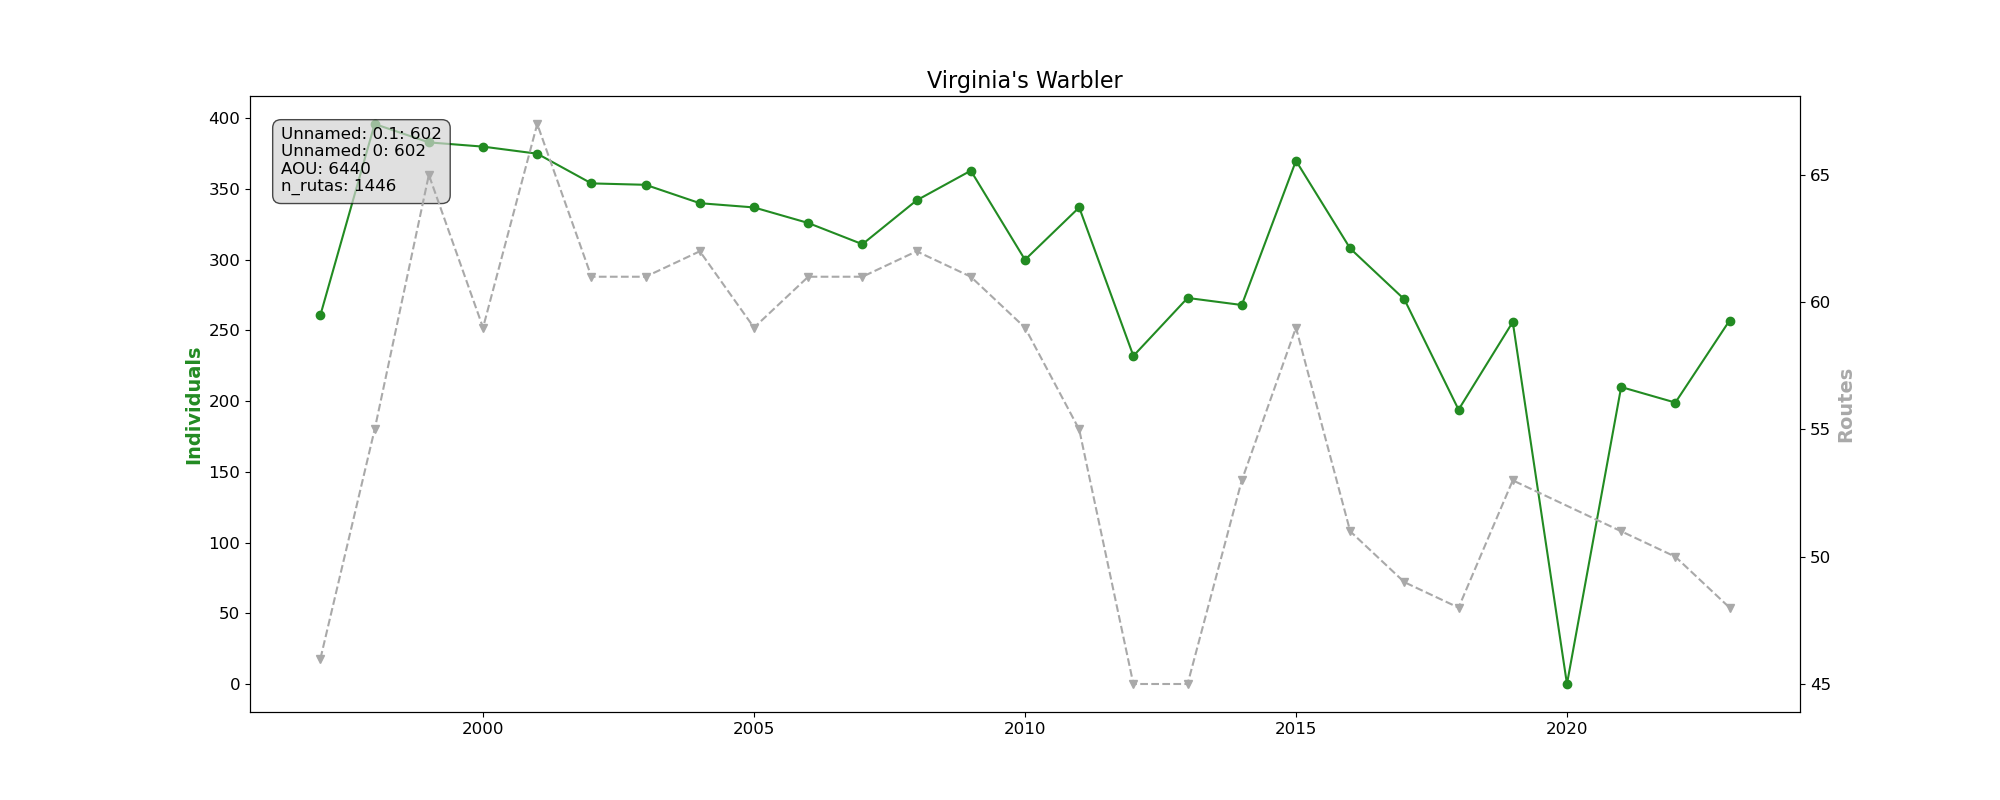 Virginia's Warbler
Unnamed: 0.1: 602
Unnamed: 0: 602
AOU: 6440
n_rutas: 1446
400
350
300
250
200
150
100
50
0
Individuals
65
60
55
50
45
Routes
2000 2005 2010 2015 2020